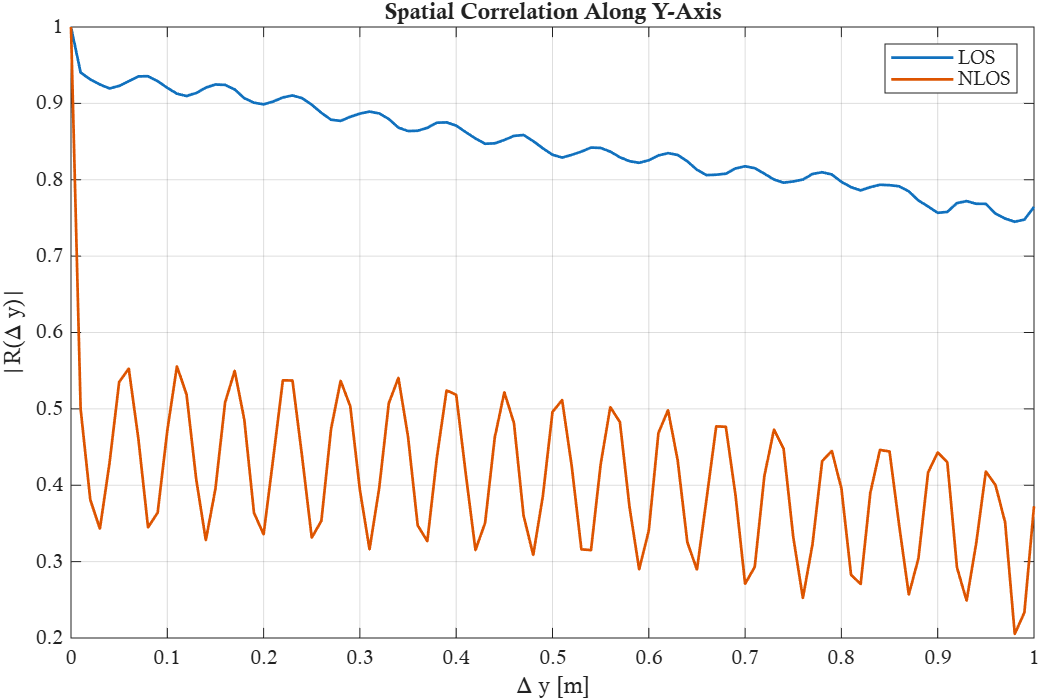 Spatial Correlation Along Y-Axis
LOS
NLOS
|R(Δ y)|
1
0.9
0.8
0.7
0.6
0.5
0.4
0.3
0.2
0 0.1 0.2 0.3 0.4 0.5 0.6 0.7 0.8 0.9 1
Δ y [m]